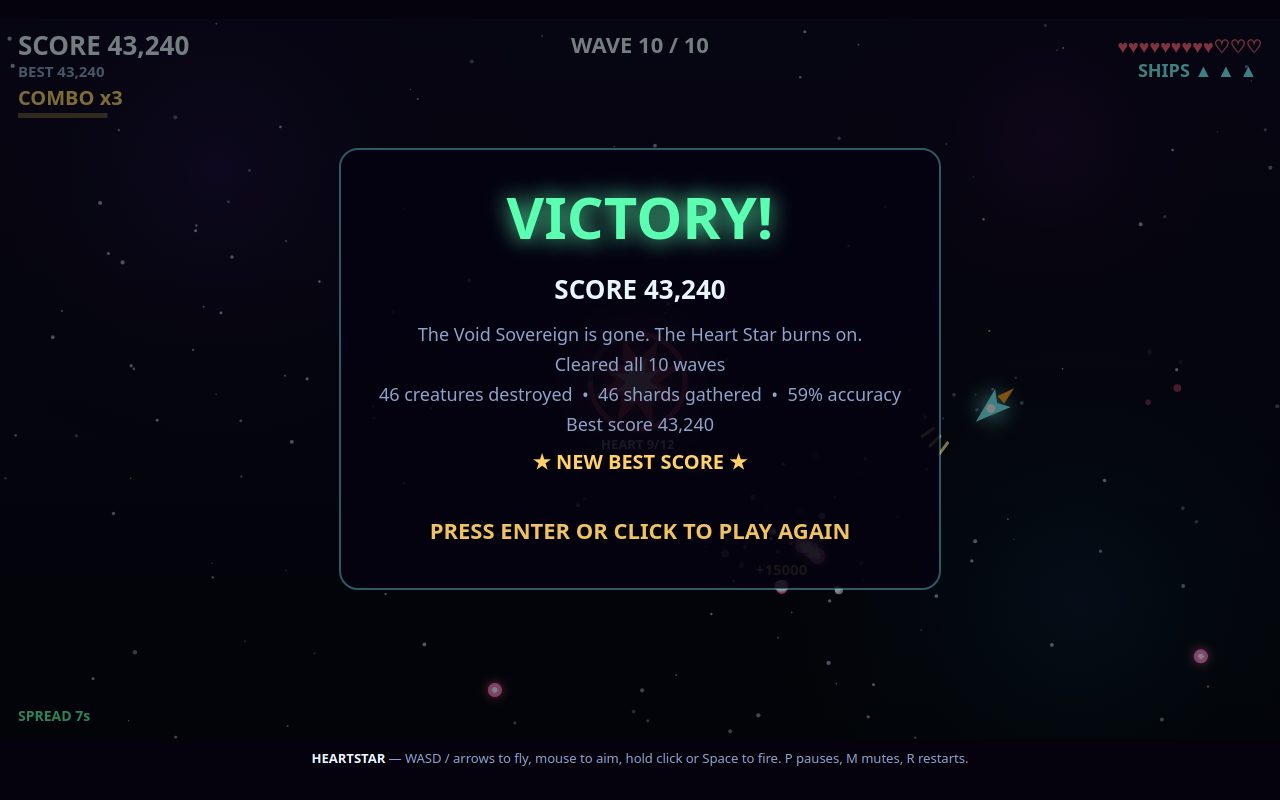 SCORE 43,240
WAVE 10 / 10
♥♥♥♥♥♥♥♥♥♡♡♡
BEST 43,240
SHIPS ▲ ▲ ▲
COMBO x3
VICTORY!
SCORE 43,240
The Void Sovereign is gone. The Heart Star burns on.
Cleared all 10 waves
46 creatures destroyed • 46 shards gathered • 59% accuracy
Best score 43,240
HEART 9/12
★ NEW BEST SCORE ★
PRESS ENTER OR CLICK TO PLAY AGAIN
+15000
SPREAD 7s
HEARTSTAR — WASD / arrows to fly, mouse to aim, hold click or Space to fire. P pauses, M mutes, R restarts.